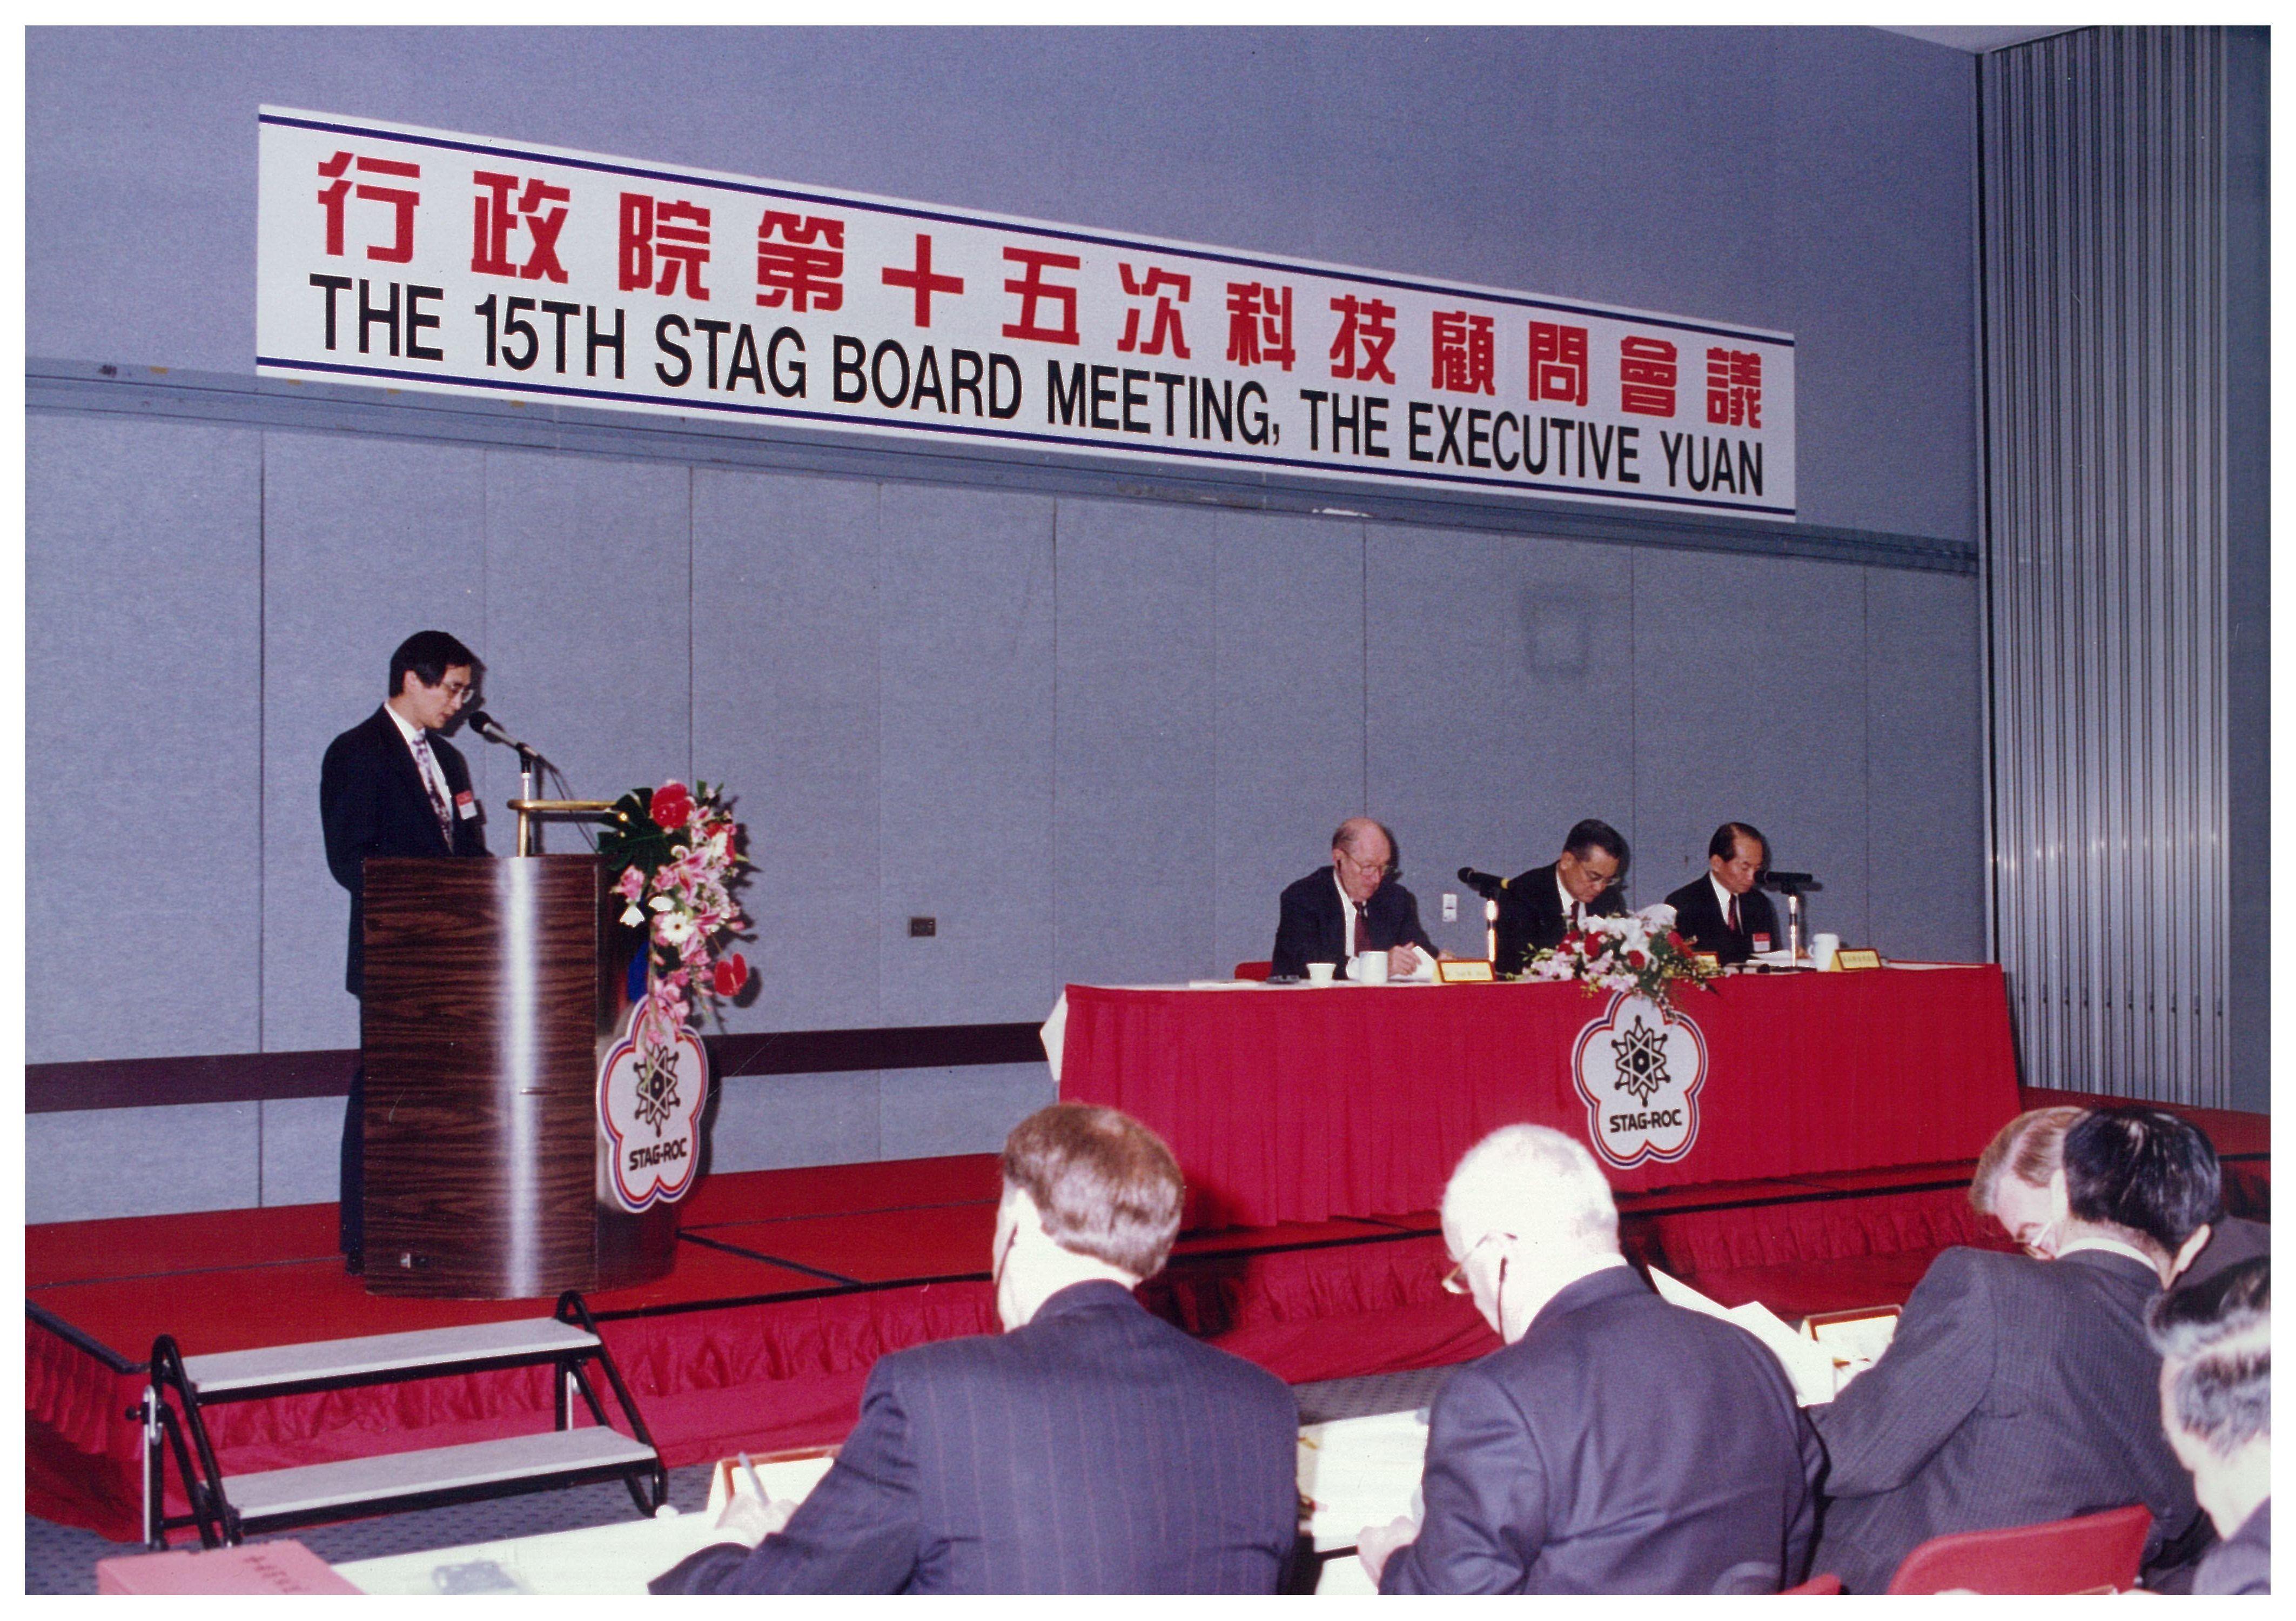 行政院第十五次科技顧問會議
THE 15TH STAG BOARD MEETING, THE EXECUTIVE YUAN
STAG-ROC
STAG-ROC